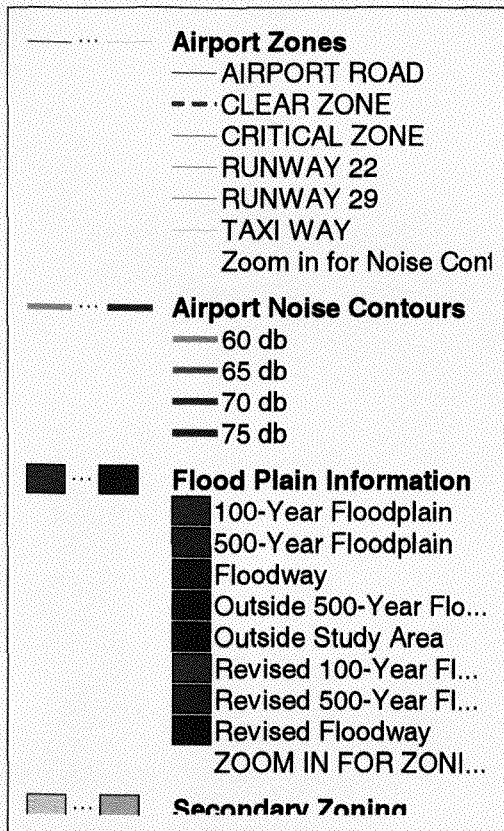 Airport Zones
AIRPORT ROAD
CLEAR ZONE
CRITICAL ZONE
RUNWAY 22
RUNWAY 29
TAXI WAY
Zoom in for Noise Cont
Airport Noise Contours
60 db
65 db
70 db
75 db
Flood Plain Information
100-Year Floodplain
500-Year Floodplain
Floodway
Outside 500-Year Flo...
Outside Study Area
Revised 100-Year Fl...
Revised 500-Year Fl...
Revised Floodway
ZOOM IN FOR ZONI...
Secondary Zoning